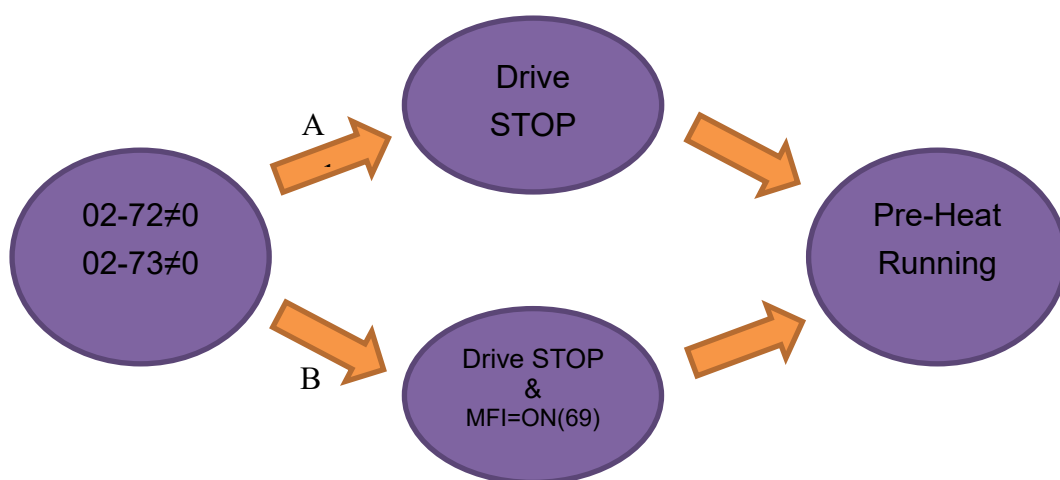 Drive
STOP
A
02-72≠0
02-73≠0
Pre-Heat
Running
B
Drive STOP
&
MFI=ON(69)